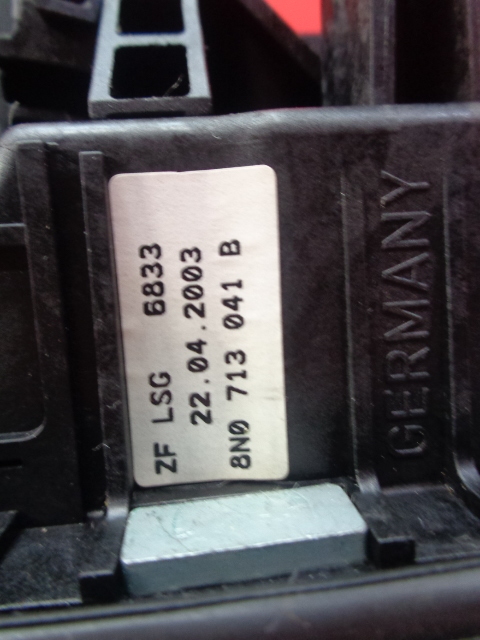 ZF LSG 6833
22.04.2003
8N0 713 041 B
GERMANY